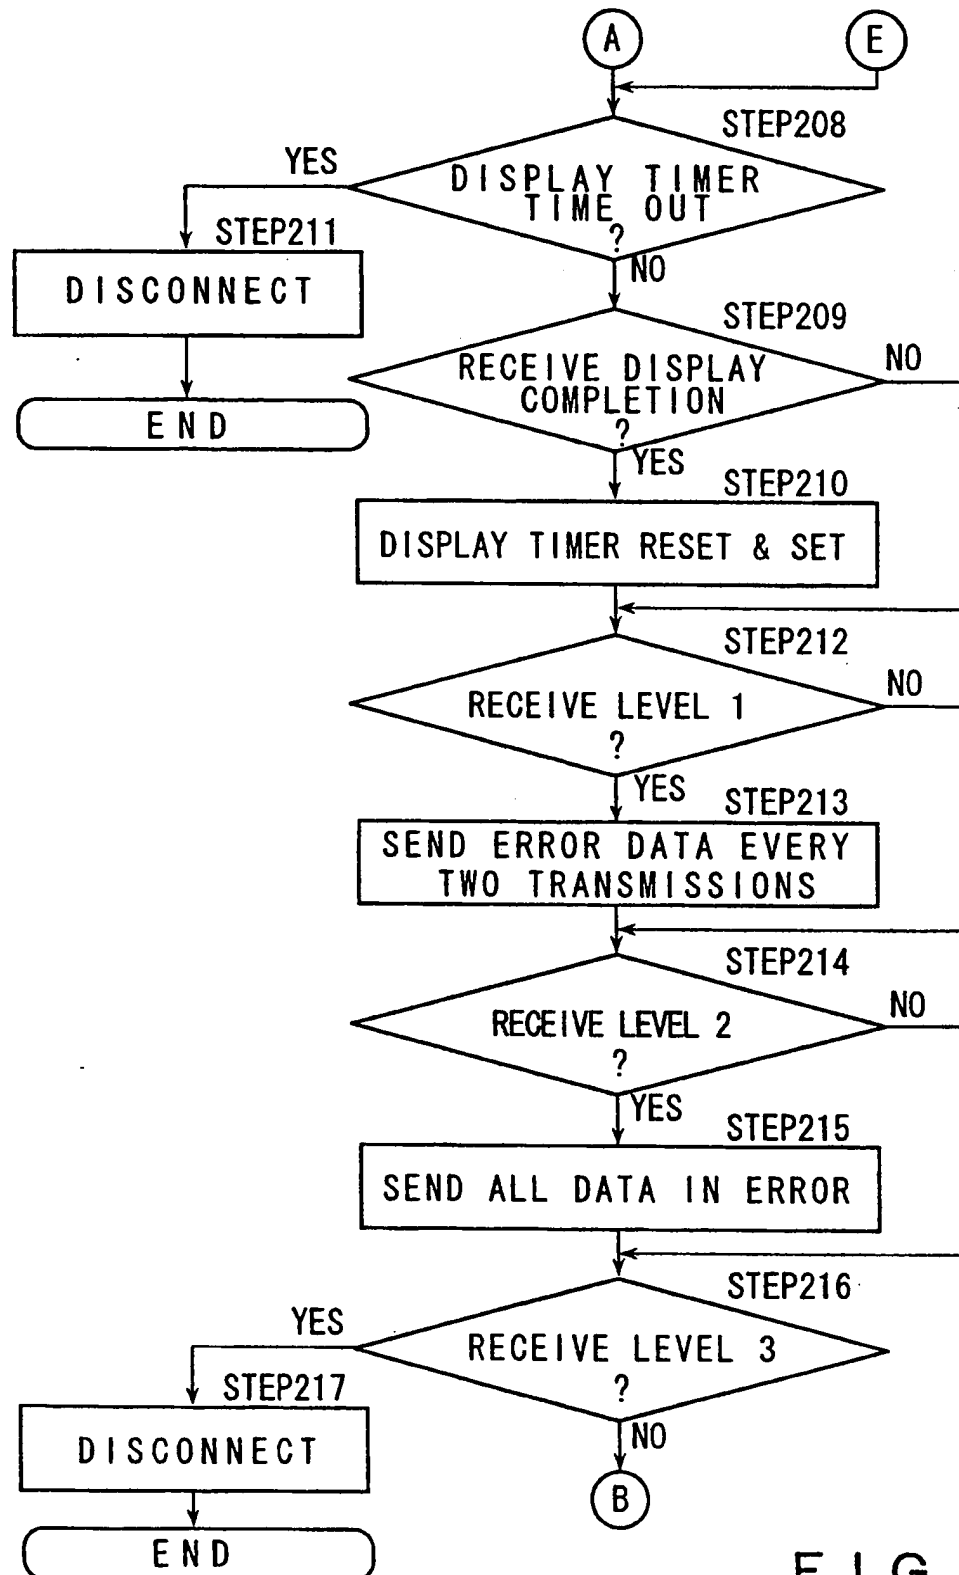 A
E
STEP208
YES
DISPLAY TIMER
TIME OUT
?
NO
STEP211
DISCONNECT
END
STEP209
NO
RECEIVE DISPLAY
COMPLETION
?
YES
STEP210
DISPLAY TIMER RESET & SET
STEP212
NO
RECEIVE LEVEL 1
?
YES
STEP213
SEND ERROR DATA EVERY
TWO TRANSMISSIONS
STEP214
NO
RECEIVE LEVEL 2
?
YES
STEP215
SEND ALL DATA IN ERROR
STEP216
YES
RECEIVE LEVEL 3
?
NO
STEP217
DISCONNECT
END
B
FIG